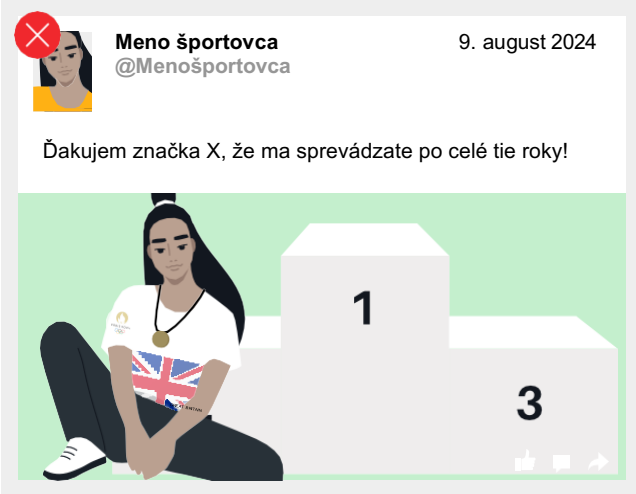 Meno športovca
9. august 2024
@Menošportovca
Ďakujem značka X, že ma sprevádzate po celé tie roky!
1
3